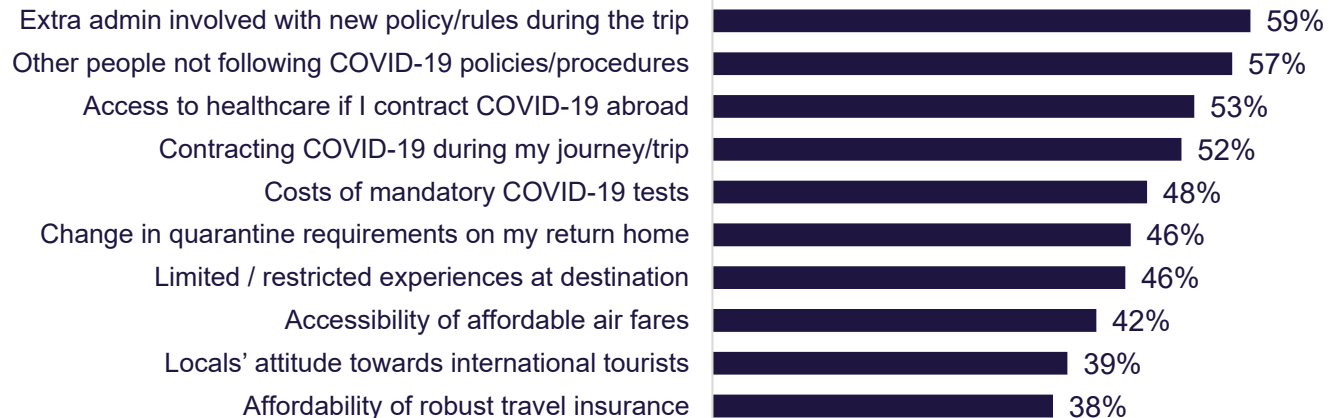 Extra admin involved with new policy/rules during the trip 59%
Other people not following COVID-19 policies/procedures 57%
Access to healthcare if I contract COVID-19 abroad 53%
Contracting COVID-19 during my journey/trip 52%
Costs of mandatory COVID-19 tests 48%
Change in quarantine requirements on my return home 46%
Limited / restricted experiences at destination 46%
Accessibility of affordable air fares 42%
Locals’ attitude towards international tourists 39%
Affordability of robust travel insurance 38%